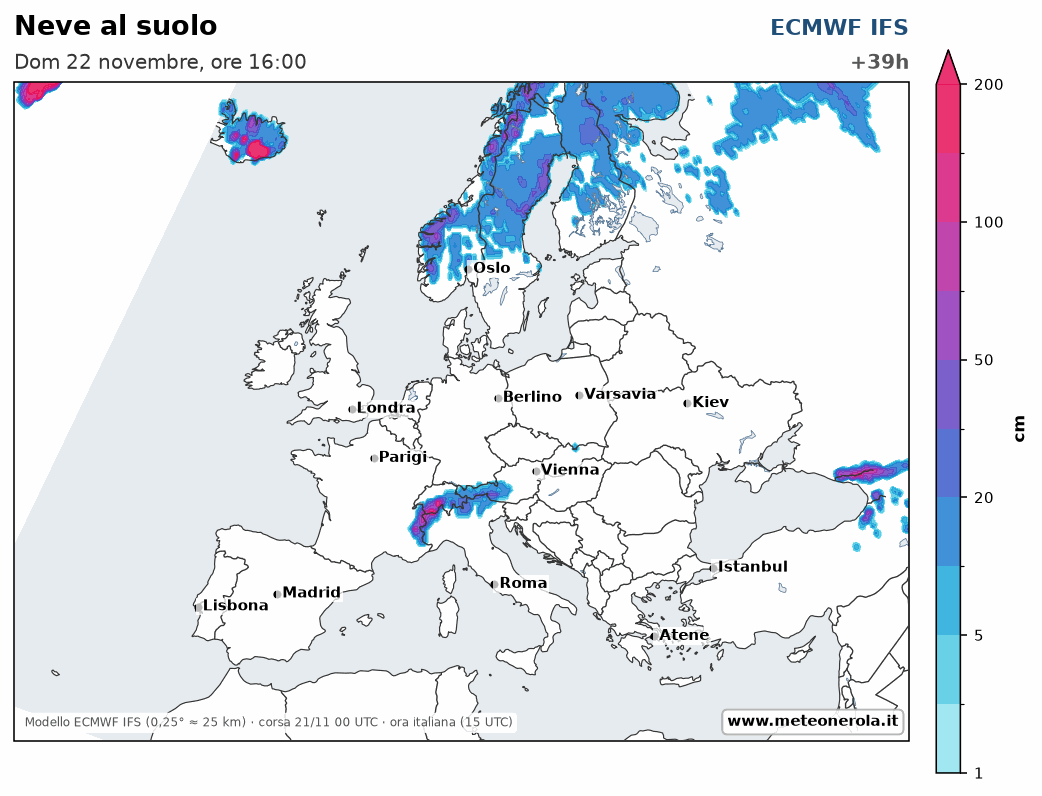 Neve al suolo
ECMWF IFS
Dom 22 novembre, ore 16:00
+39h
200
100
50
20
5
1
cm
Oslo
Berlino
Varsavia
Kiev
Londra
Parigi
Vienna
Istanbul
Roma
Madrid
Lisbona
Atene
Modello ECMWF IFS (0,25° ≈ 25 km) · corsa 21/11 00 UTC · ora italiana (15 UTC)
www.meteonerola.it